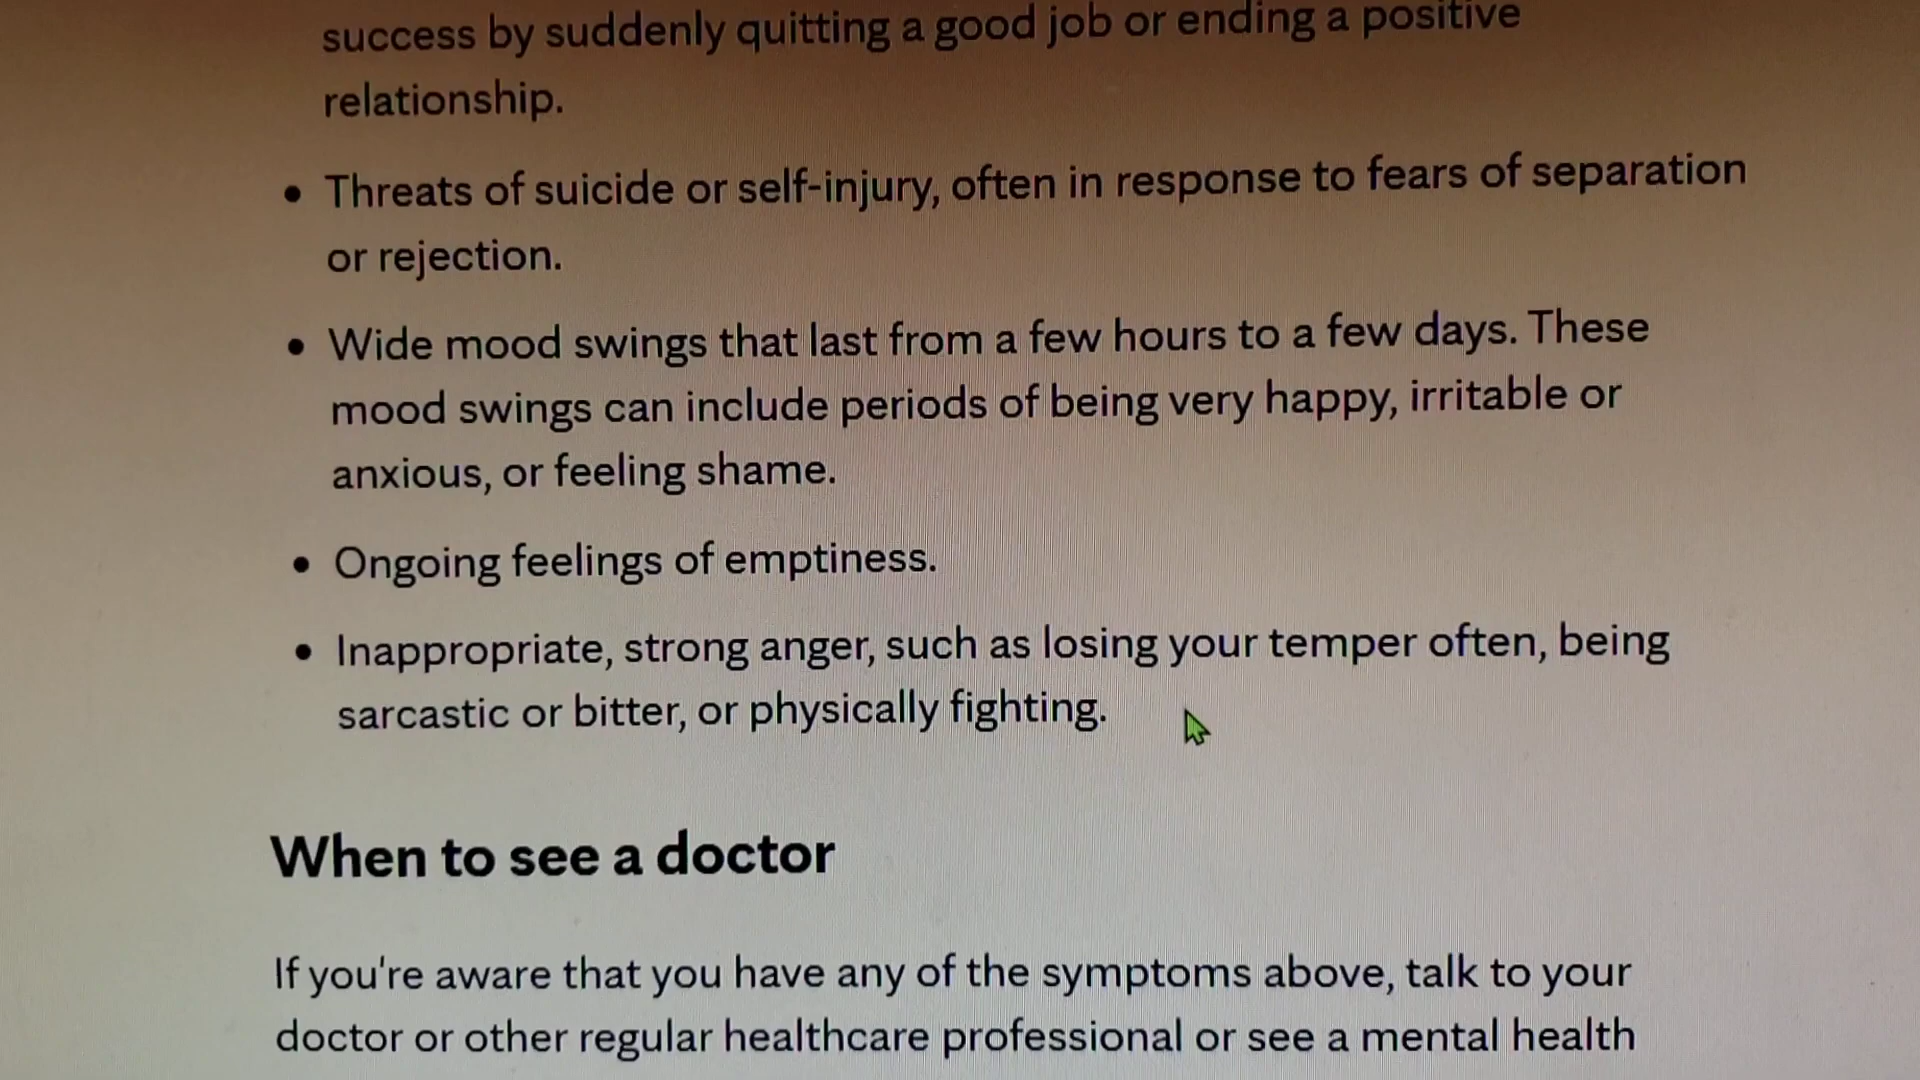 success by suddenly quitting a good job or ending a positive
relationship.
• Threats of suicide or self-injury, often in response to fears of separation
or rejection.
• Wide mood swings that last from a few hours to a few days. These
mood swings can include periods of being very happy, irritable or
anxious, or feeling shame.
• Ongoing feelings of emptiness.
• Inappropriate, strong anger, such as losing your temper often, being
sarcastic or bitter, or physically fighting.
When to see a doctor
If you're aware that you have any of the symptoms above, talk to your
doctor or other regular healthcare professional or see a mental health